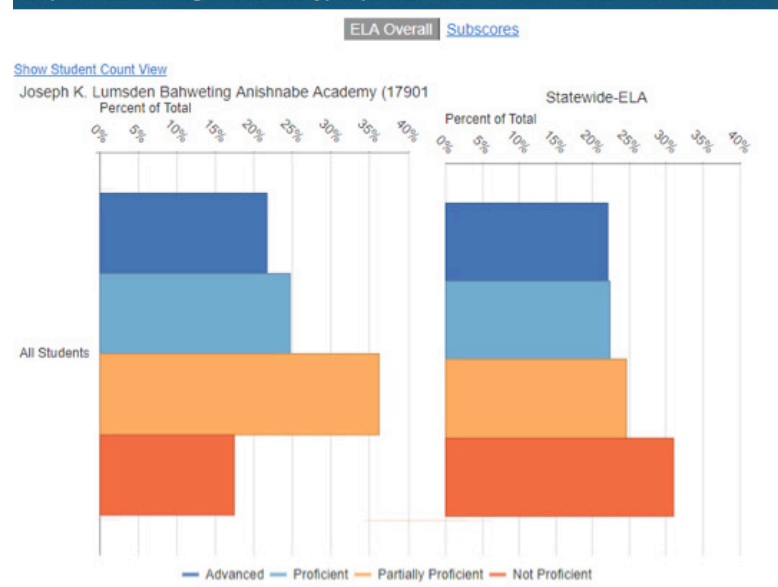 ELA Overall Subscores
Show Student Count View
Joseph K. Lumsden Bahweting Anishnabe Academy (17901
Percent of Total
0% 5% 10% 15% 20% 25% 30% 35% 40%
Statewide-ELA
Percent of Total
0% 5% 10% 15% 20% 25% 30% 35% 40%
All Students
Advanced Proficient Partially Proficient Not Proficient